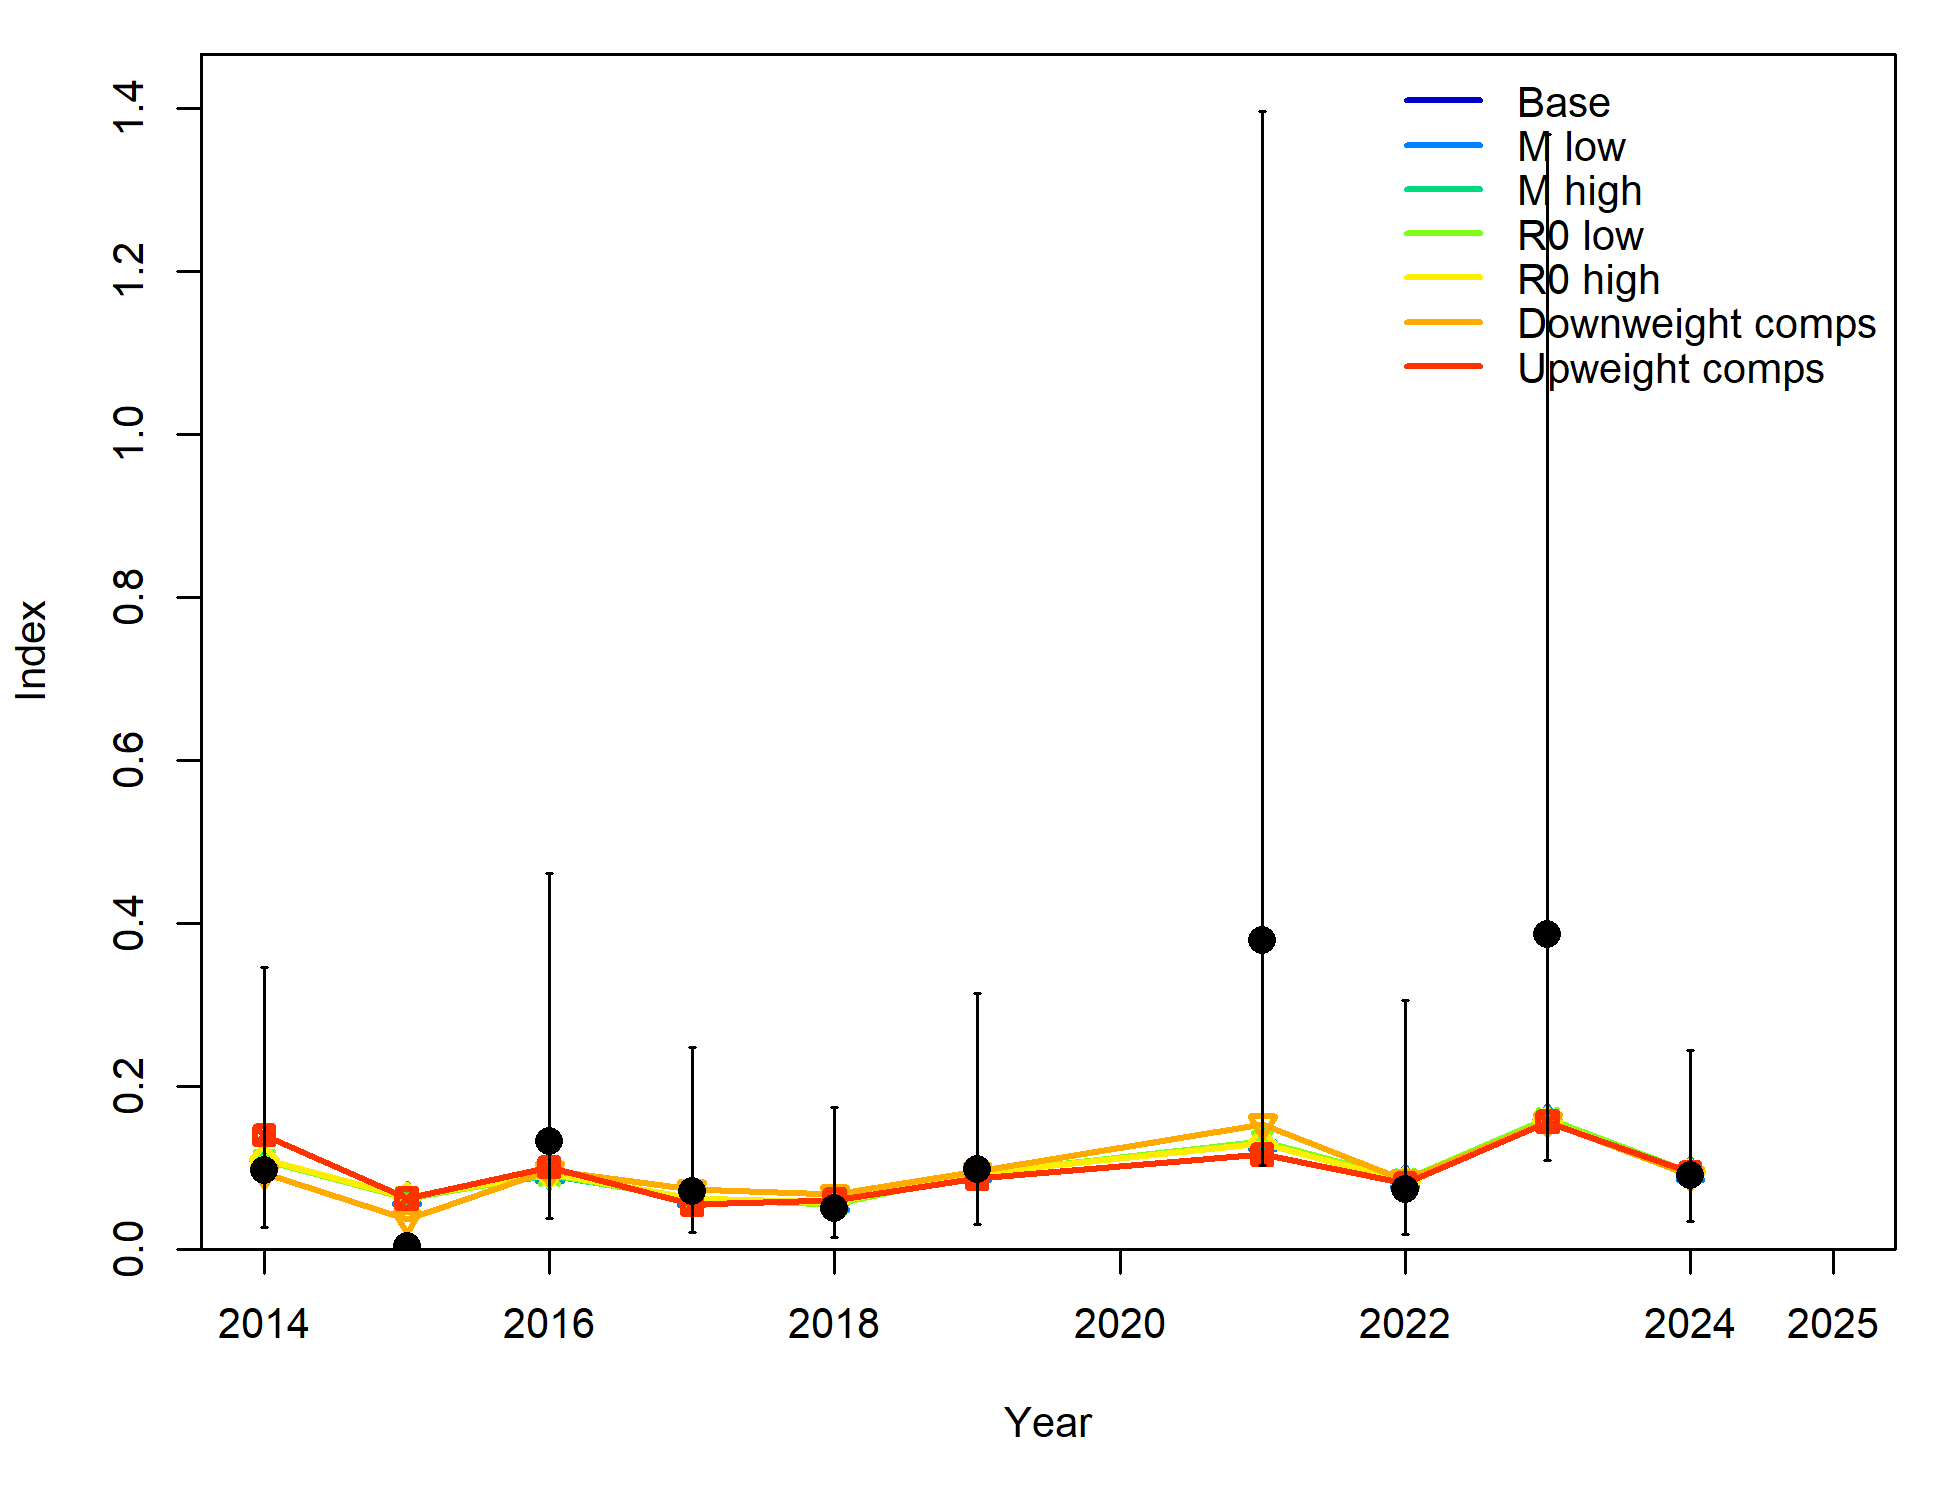 1.4
1.2
1.0
0.8
0.6
0.4
0.2
0.0
Index
Base
M low
M high
R0 low
R0 high
Downweight comps
Upweight comps
2014 2016 2018 2020 2022 2024 2025
Year